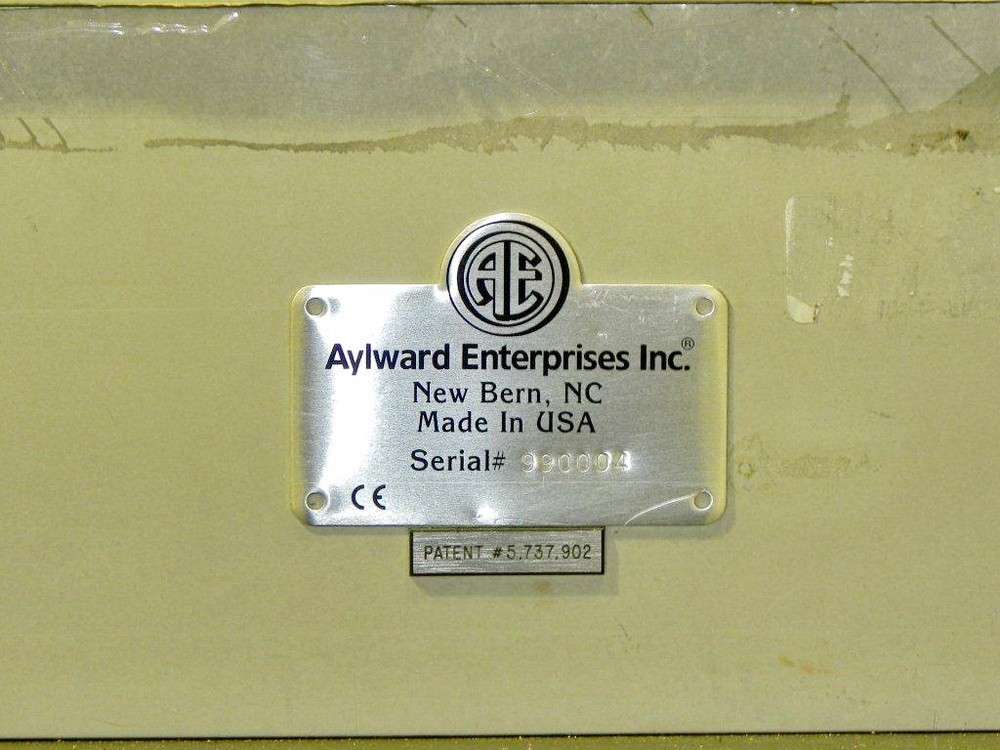 AE
Aylward Enterprises Inc.®
New Bern, NC
Made In USA
Serial# 990004
CE
PATENT #5,737,902